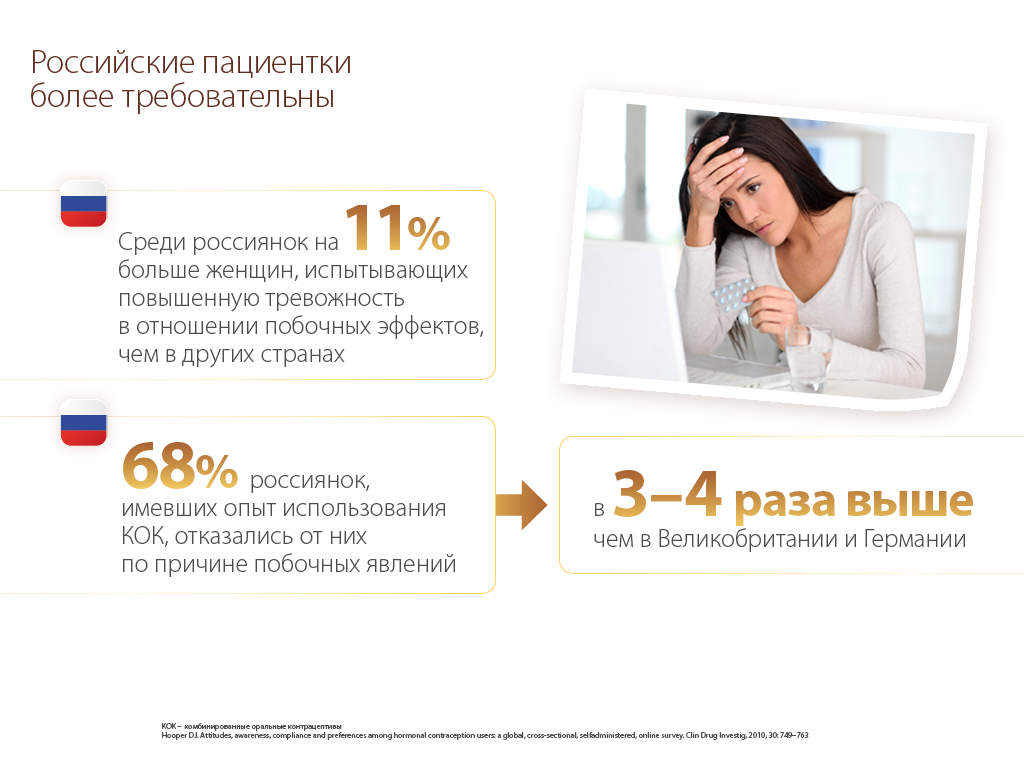 Российские пациентки
более требовательны
Среди россиянок на 11%
больше женщин, испытывающих
повышенную тревожность
в отношении побочных эффектов,
чем в других странах
68% россиянок,
имевших опыт использования
КОК, отказались от них
по причине побочных явлений
в 3–4 раза выше
чем в Великобритании и Германии
КОК – комбинированные оральные контрацептивы
Hooper DJ. Attitudes, awareness, compliance and preferences among hormonal contraception users: a global, cross-sectional, selfadministered, online survey. Clin Drug Investig, 2010, 30: 749–763